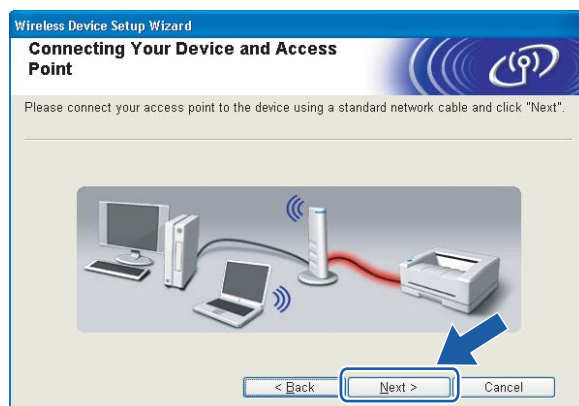 Wireless Device Setup Wizard
Connecting Your Device and Access
Point
Please connect your access point to the device using a standard network cable and click "Next".
< Back
Next >
Cancel